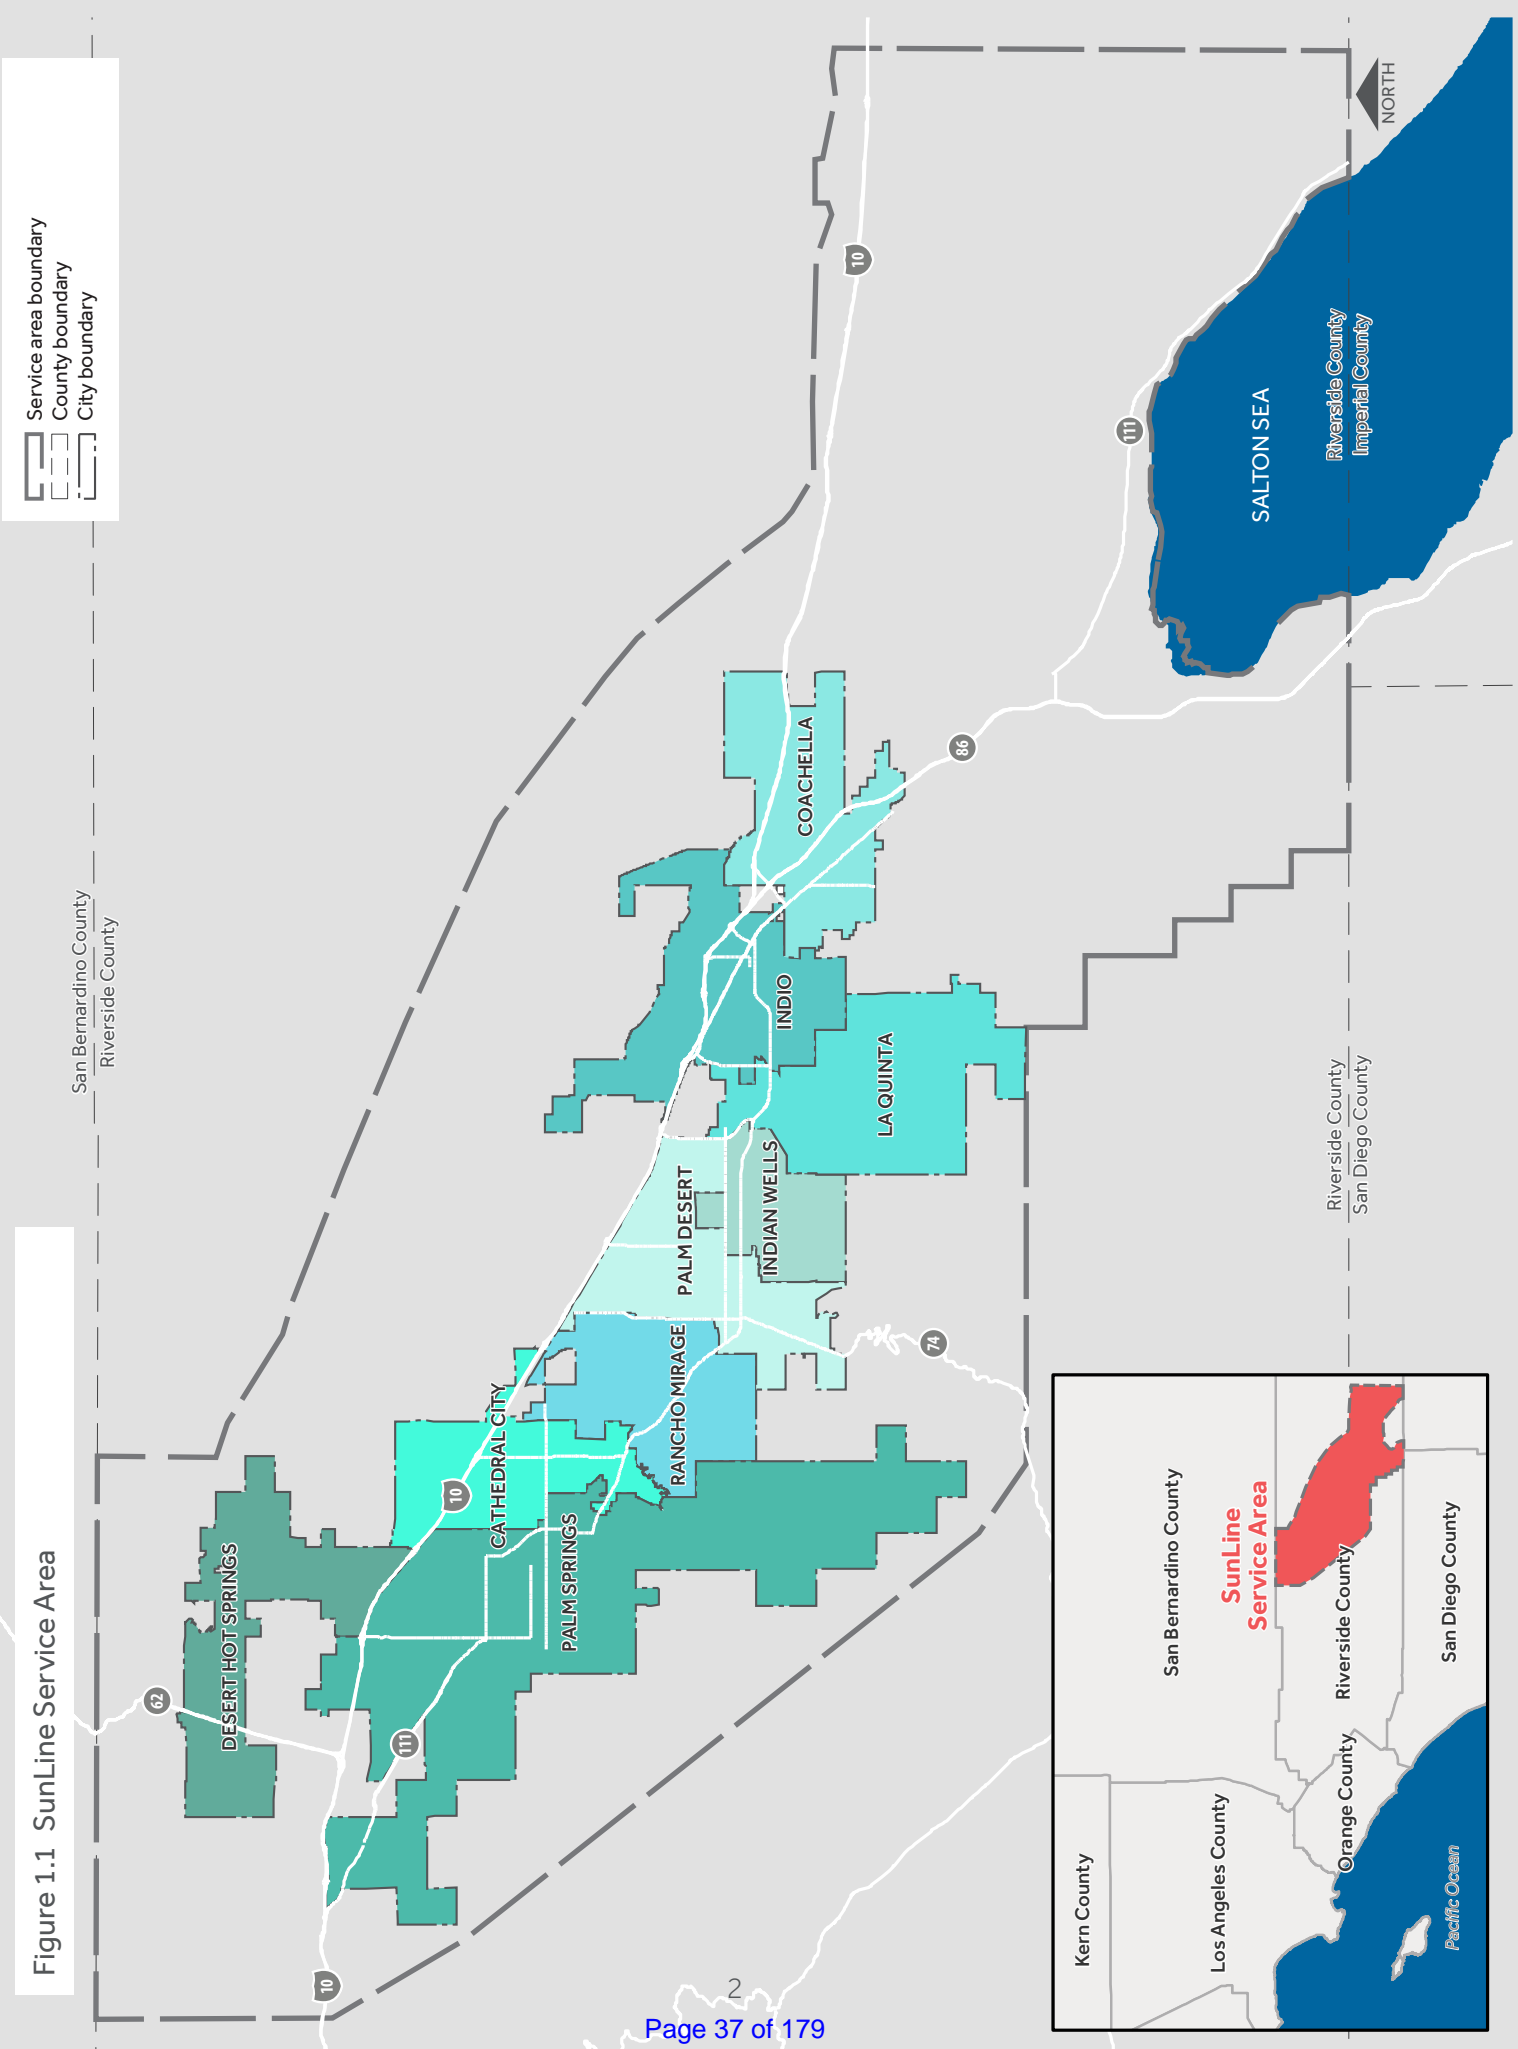 Figure 1.1 SunLine Service Area
Service area boundary
County boundary
City boundary
San Bernardino County
Riverside County
NORTH
62
10
10
10
111
111
86
74
DESERT HOT SPRINGS
CATHEDRAL CITY
PALM SPRINGS
RANCHO MIRAGE
PALM DESERT
INDIAN WELLS
LA QUINTA
INDIO
COACHELLA
SALTON SEA
Riverside County
Imperial County
Riverside County
San Diego County
Kern County
San Bernardino County
Los Angeles County
SunLine
Service Area
Riverside County
Orange County
San Diego County
Pacific Ocean
2
Page 37 of 179